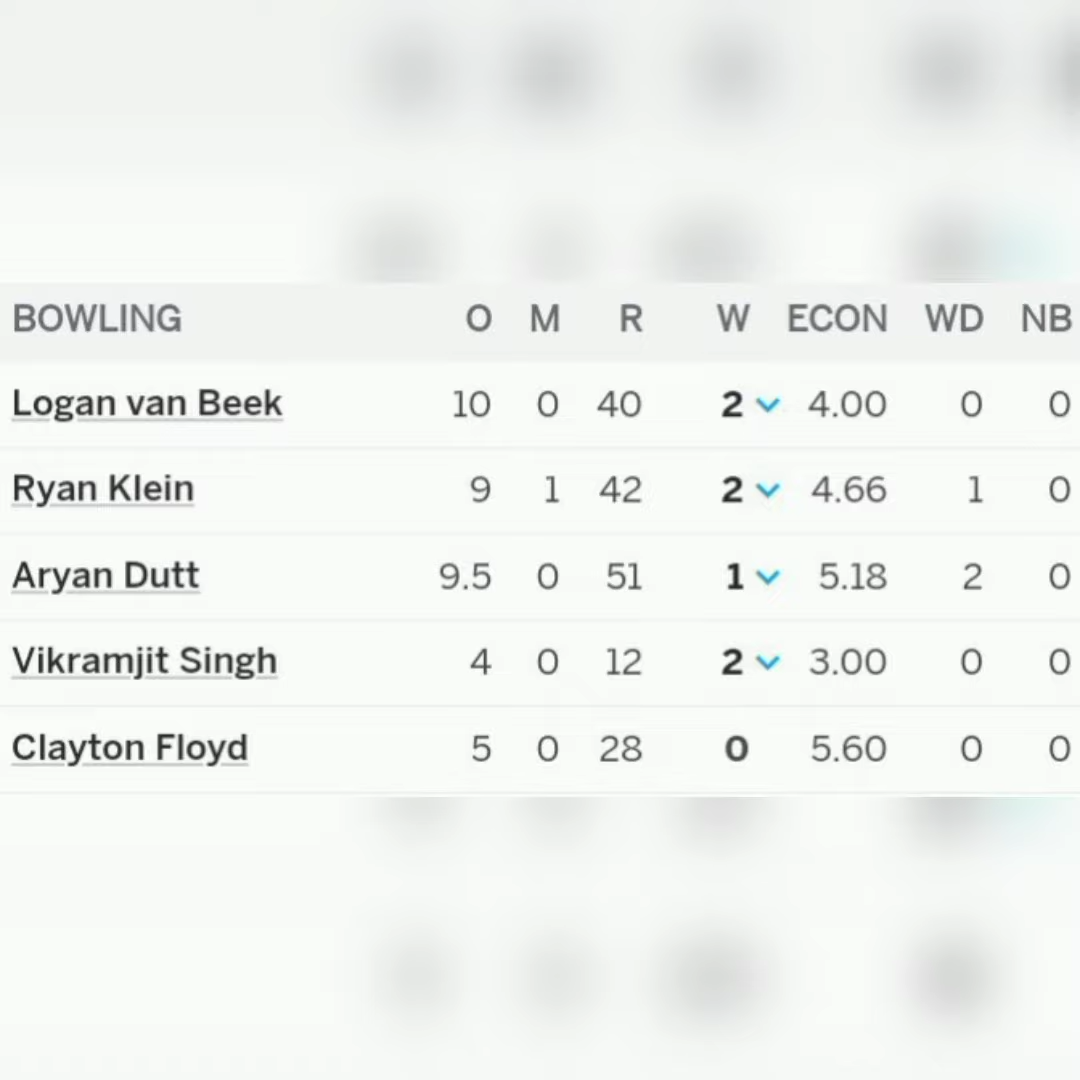 BOWLING O M R W ECON WD NB
Logan van Beek 10 0 40 2 4.00 0 0
Ryan Klein 9 1 42 2 4.66 1 0
Aryan Dutt 9.5 0 51 1 5.18 2 0
Vikramjit Singh 4 0 12 2 3.00 0 0
Clayton Floyd 5 0 28 0 5.60 0 0